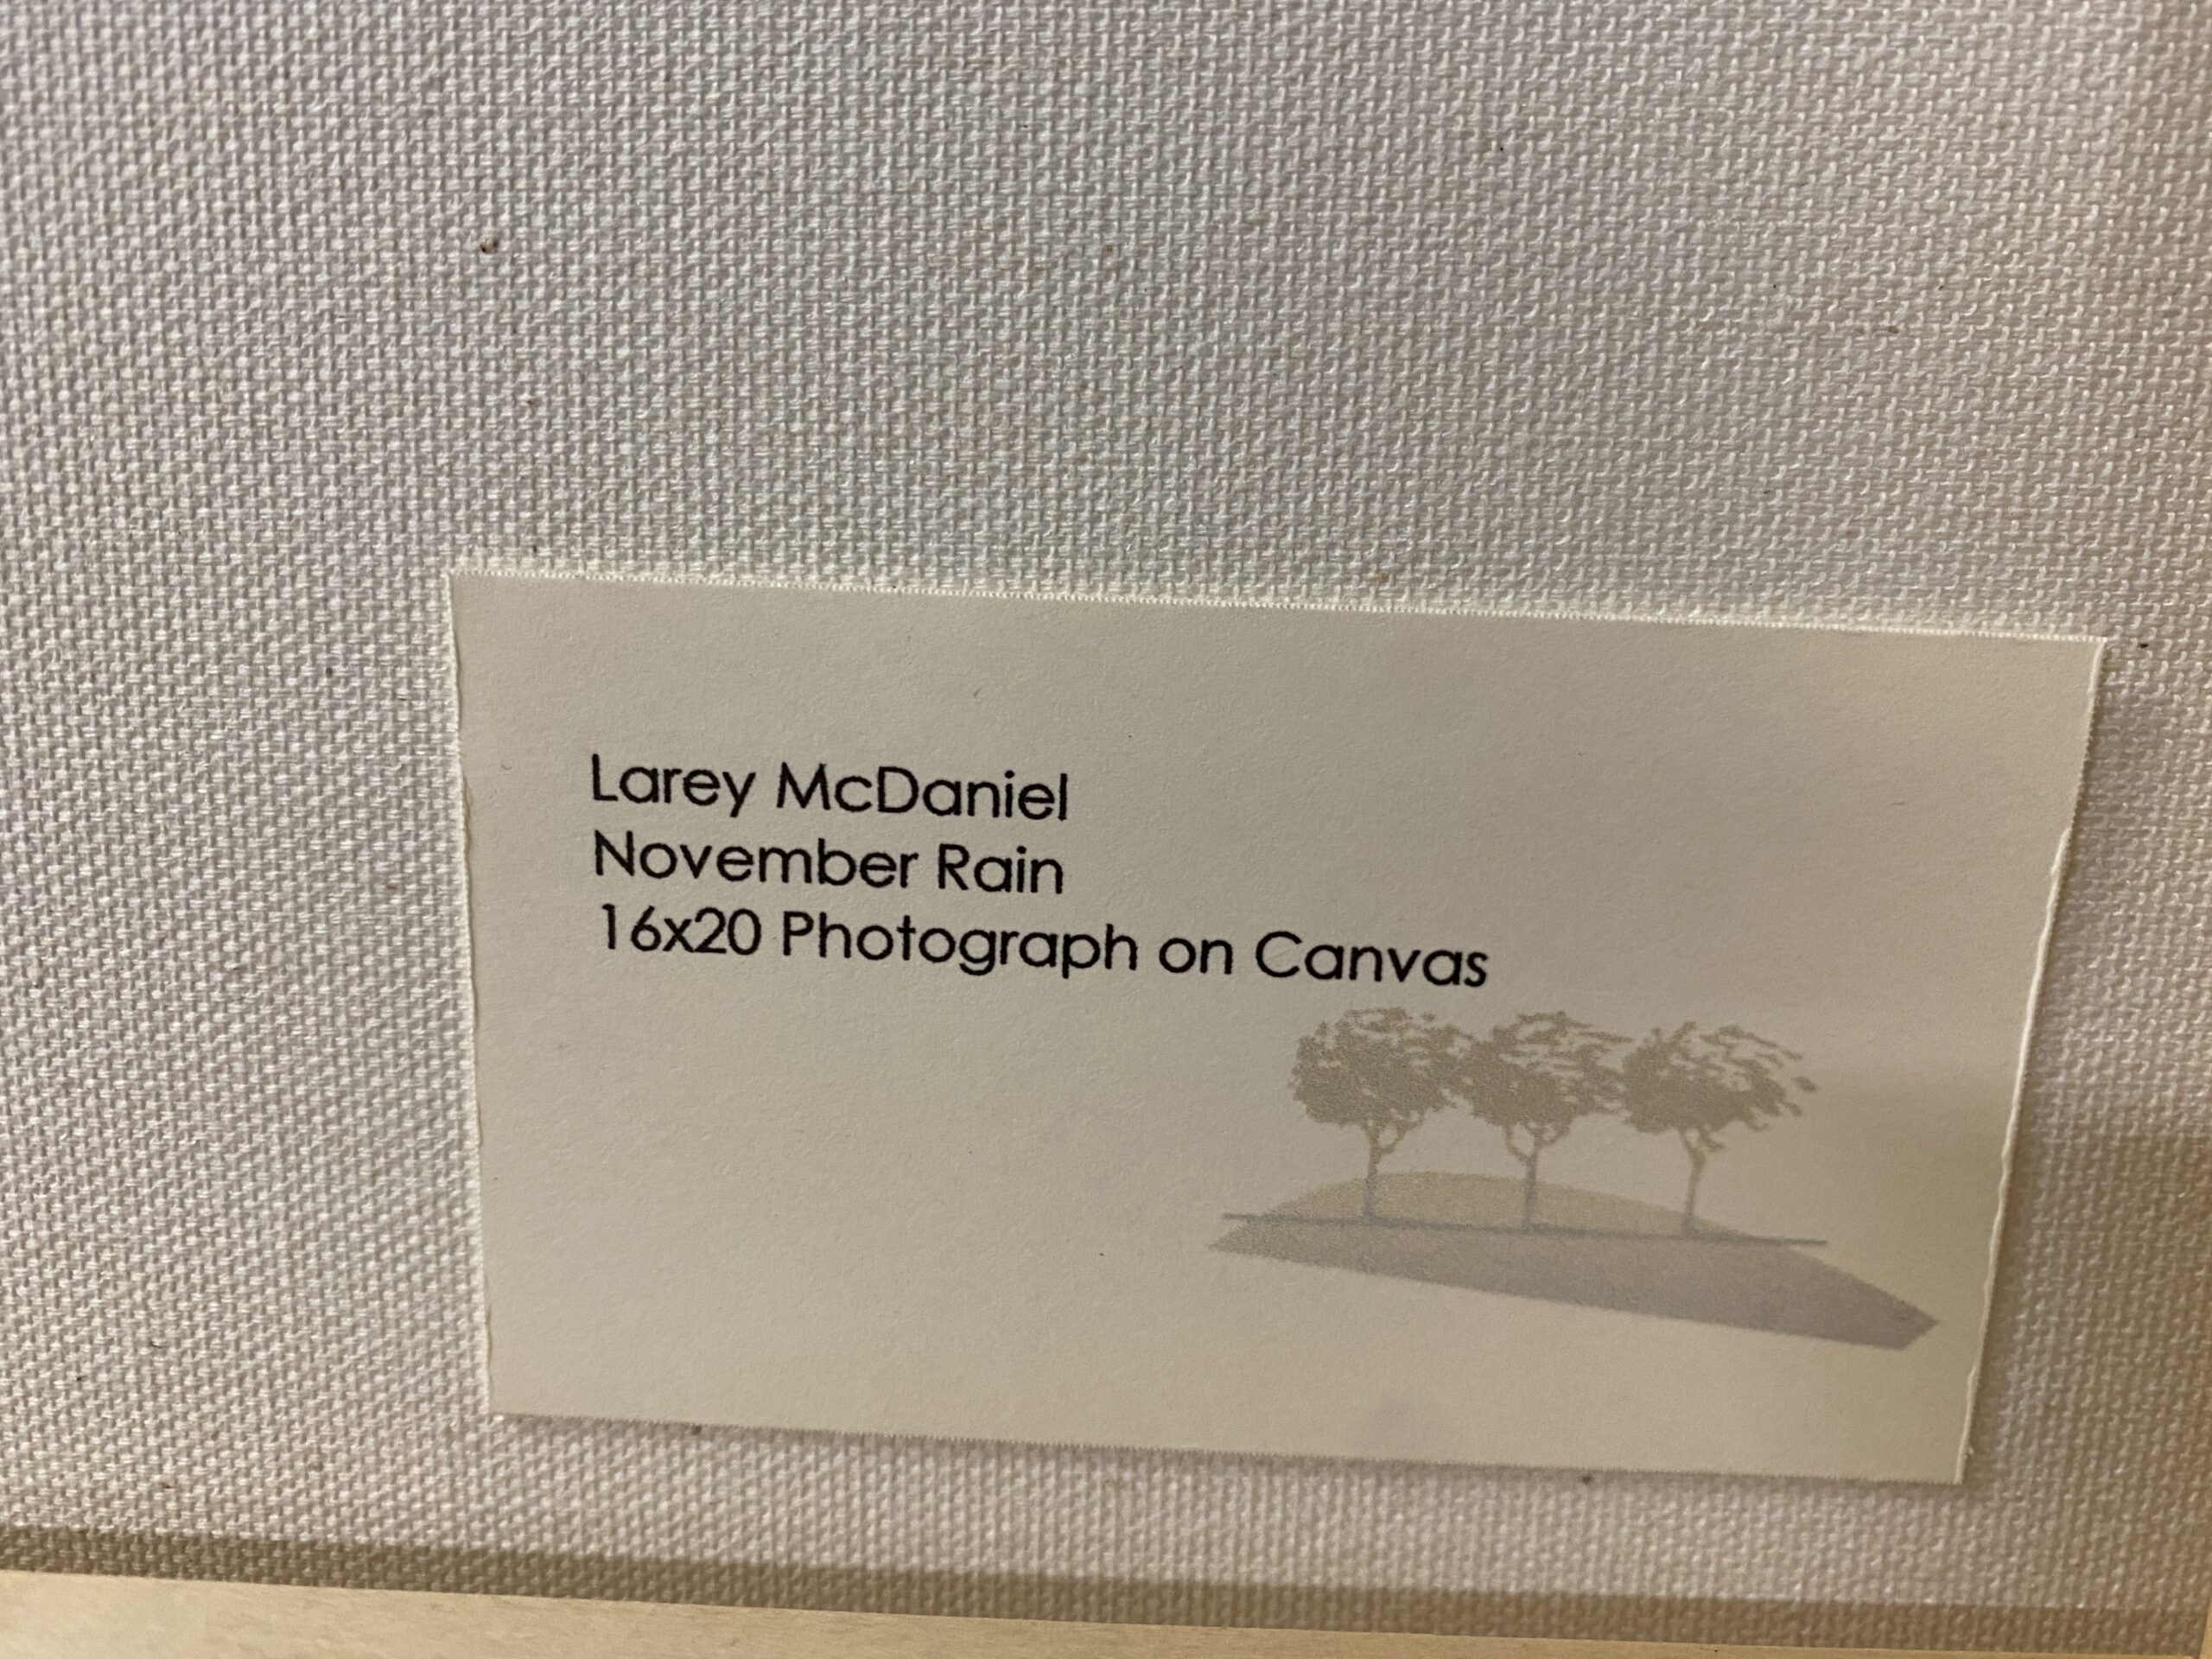 Larey McDaniel
November Rain
16x20 Photograph on Canvas